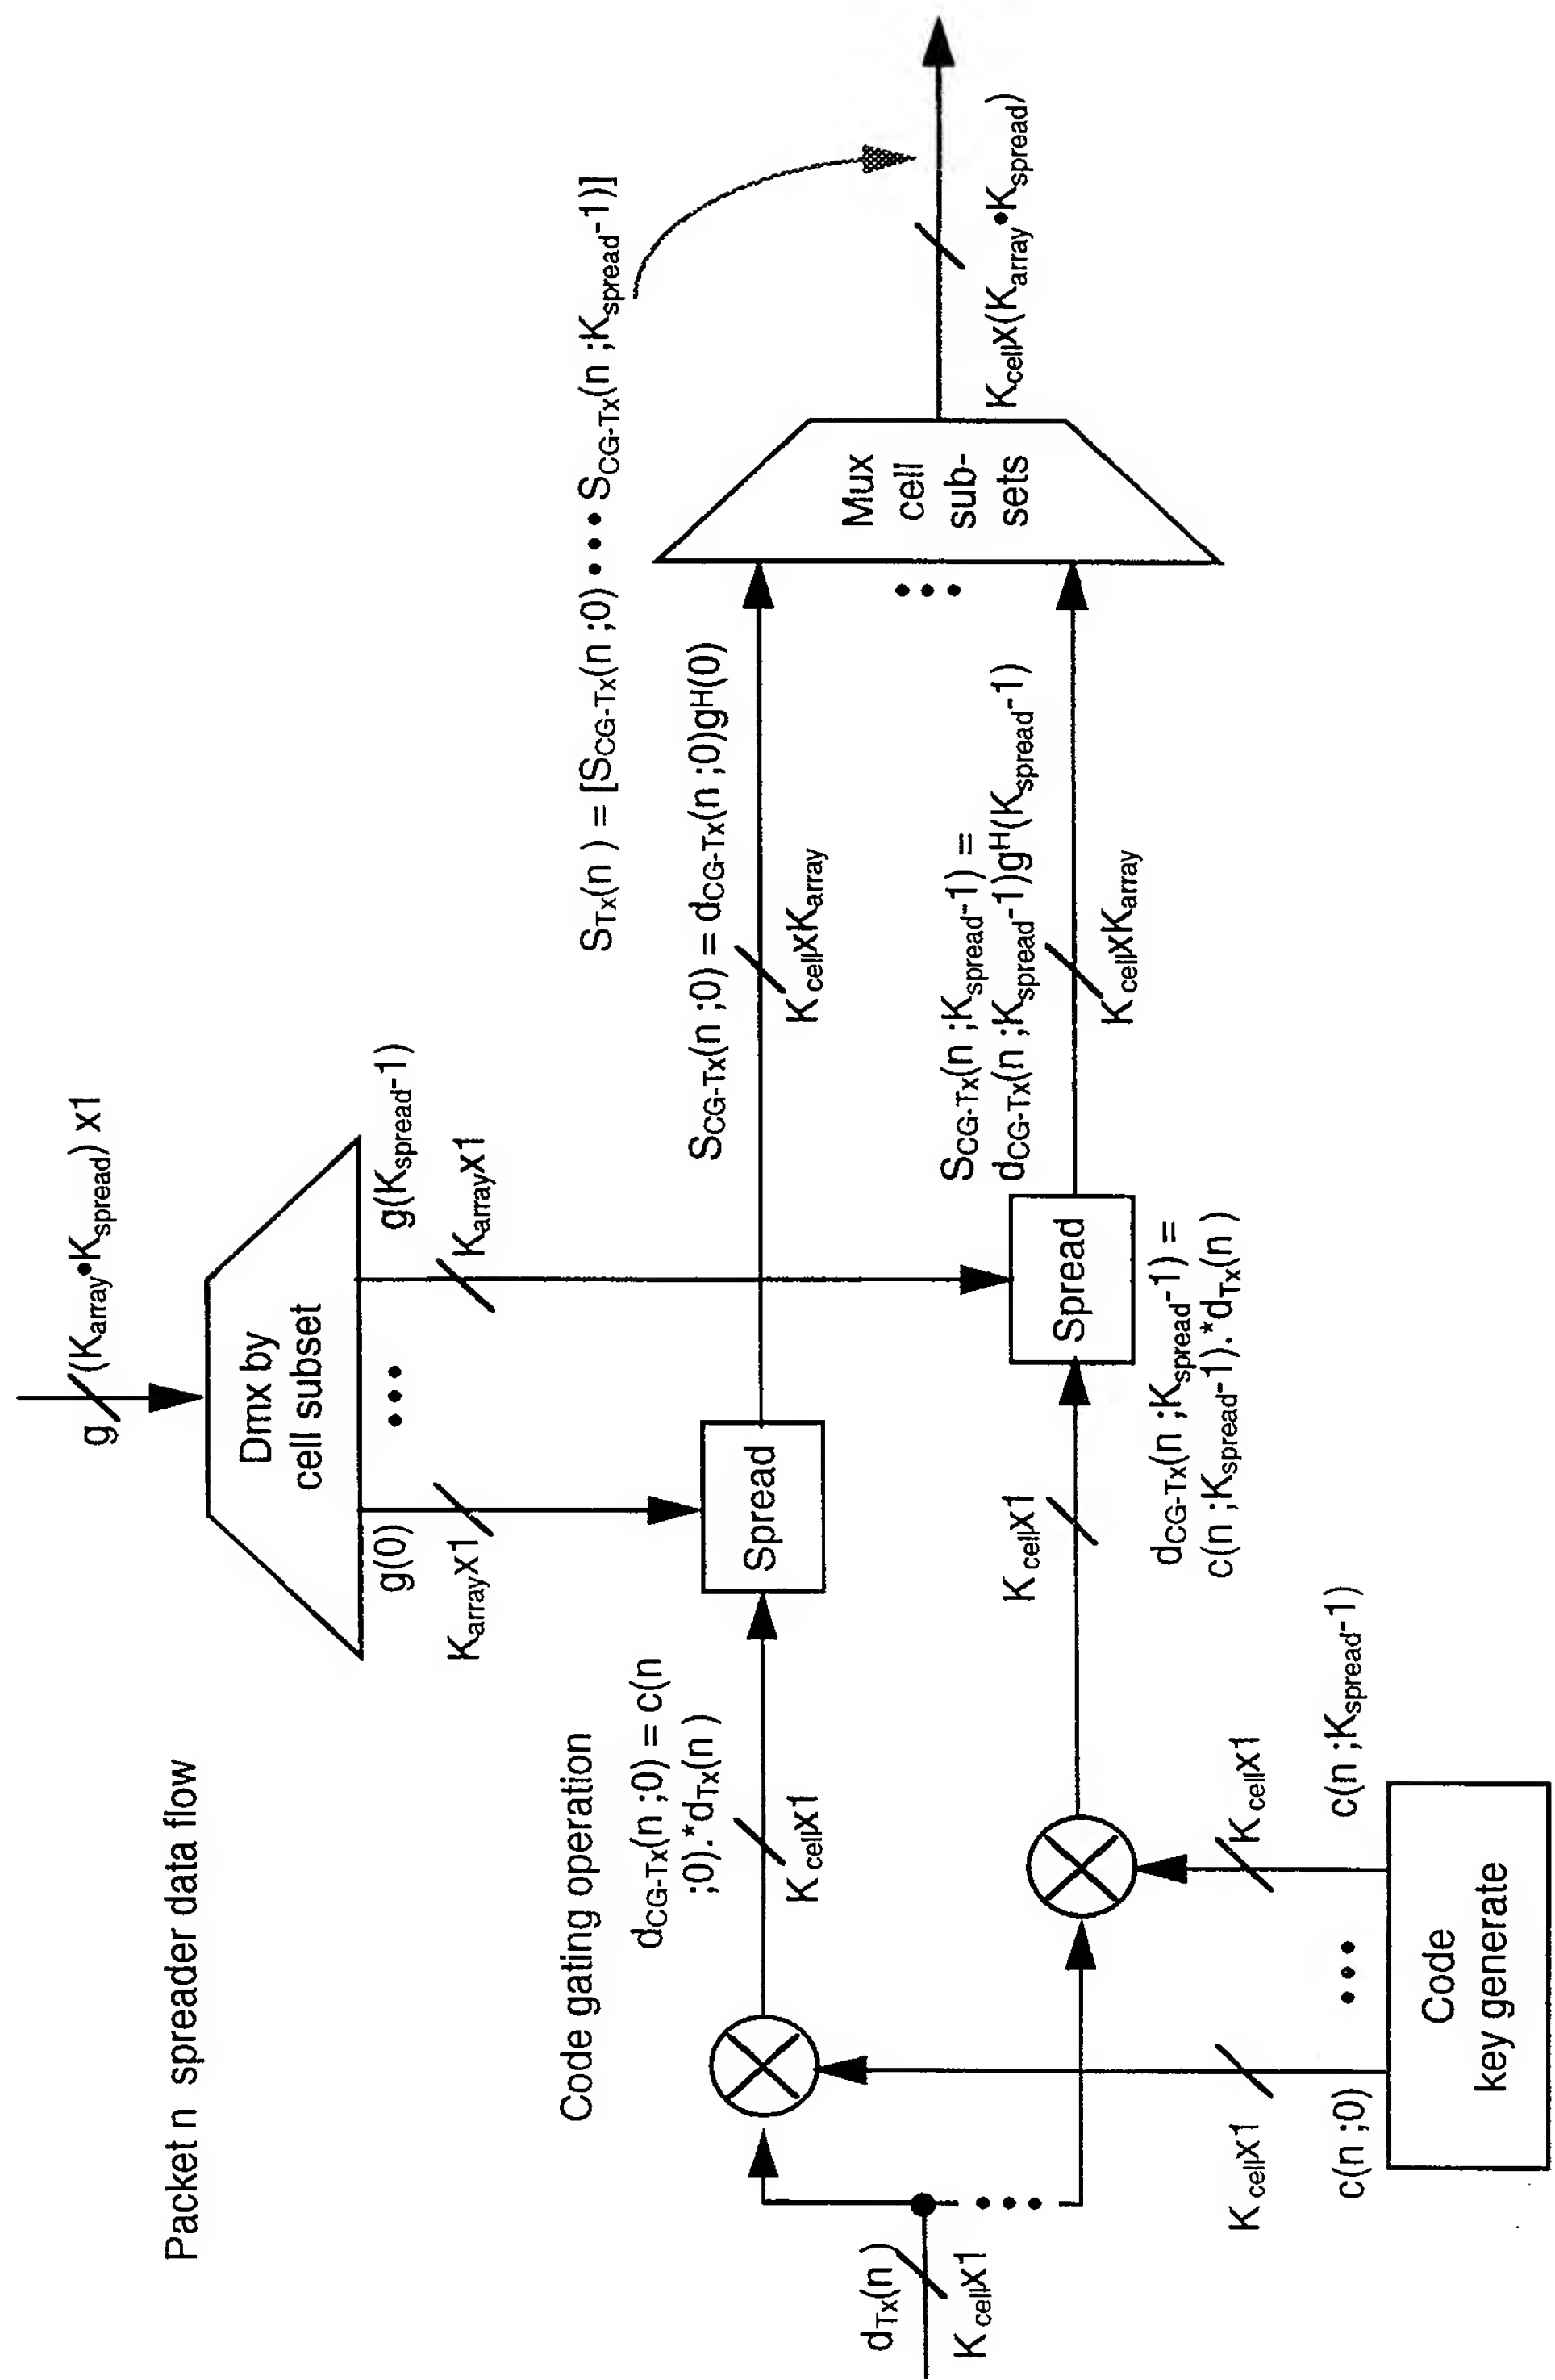 Packet n spreader data flow
g
(Karray•Kspread) x1
Dmx by
cell subset
g(0)
•••
g(Kspread-1)
Karrayx1
Karrayx1
Code gating operation
STx(n ) = [SCG-Tx(n ;0) ••• SCG-Tx(n ;Kspread-1)]
dCG-Tx(n ;0) = c(n
;0).*dTx(n )
Kcellx1
Spread
SCG-Tx(n ;0) = dCG-Tx(n ;0)gH(0)
KcellxKarray
Mux
cell
sub-
sets
•••
Kcellx(Karray•Kspread)
dTx(n )
Kcellx1
•••
Kcellx1
Spread
SCG-Tx(n ;Kspread-1) =
dCG-Tx(n ;Kspread-1)gH(Kspread-1)
KcellxKarray
dCG-Tx(n ;Kspread-1) =
c(n ;Kspread-1).*dTx(n )
Kcellx1
Kcellx1
c(n ;0)
•••
c(n ;Kspread-1)
Code
key generate